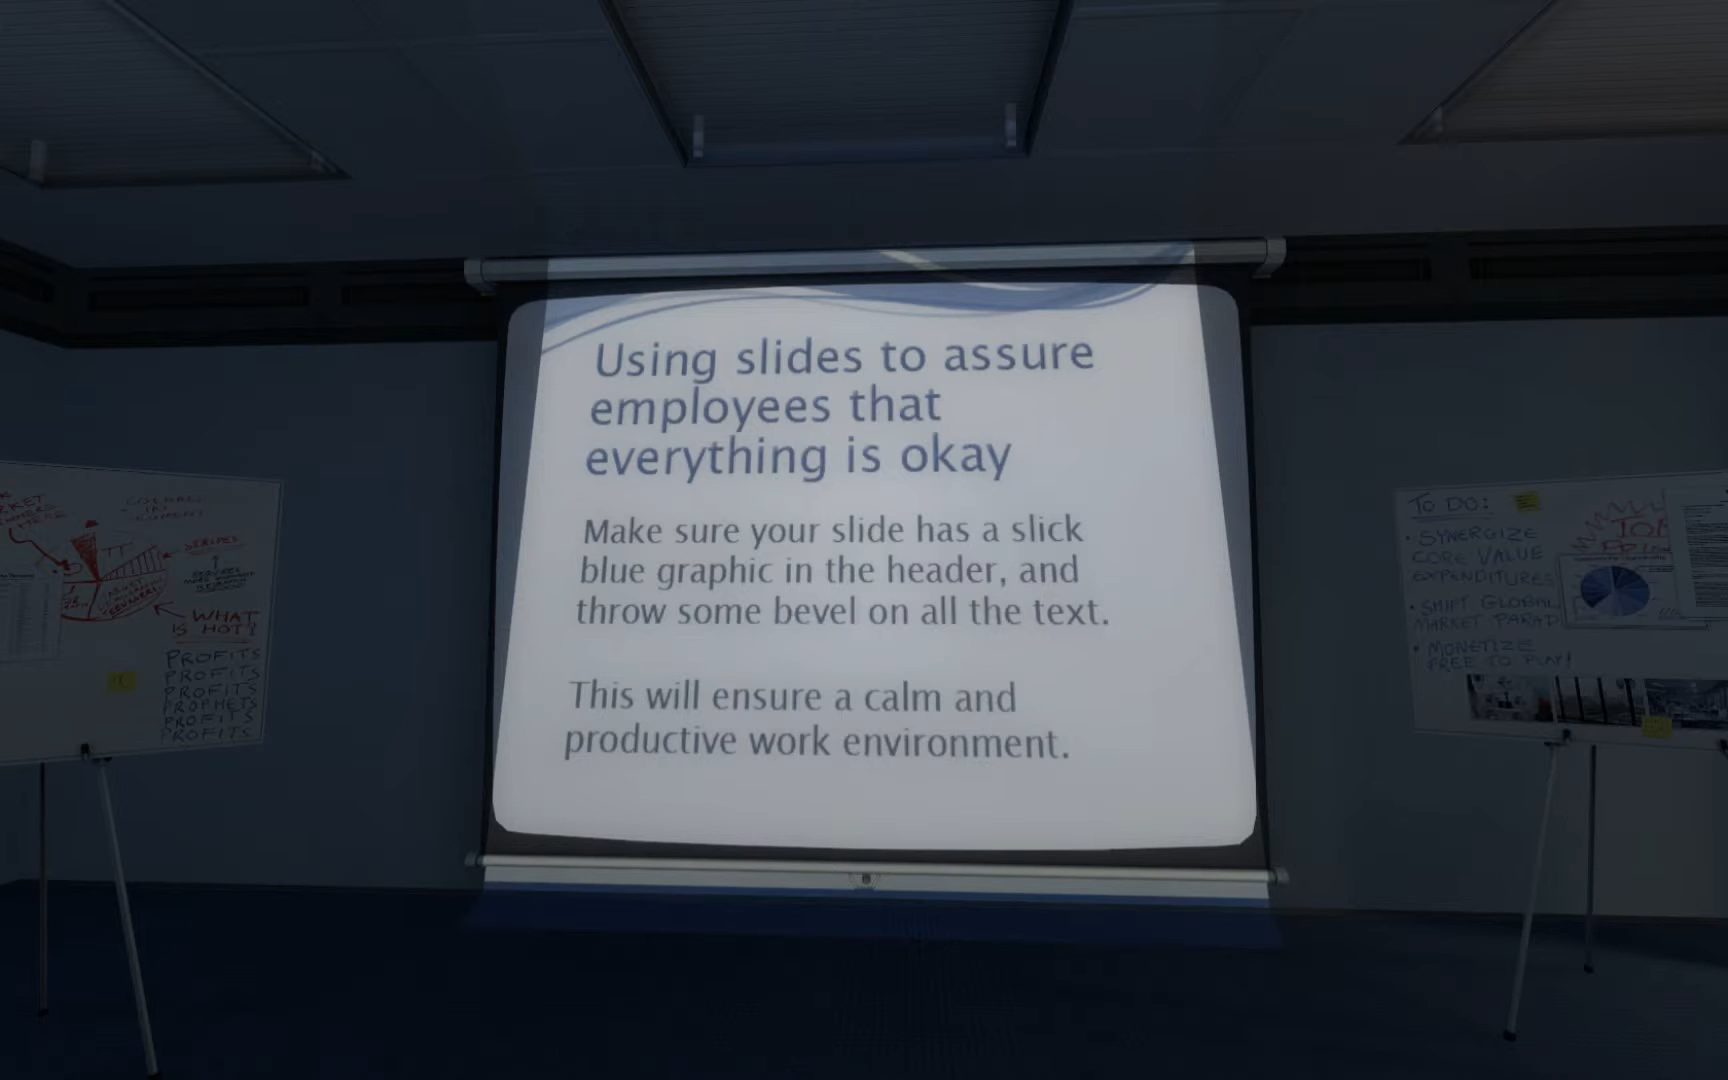 Using slides to assure
employees that
everything is okay
Make sure your slide has a slick
blue graphic in the header, and
throw some bevel on all the text.
This will ensure a calm and
productive work environment.
STRIPES
WHAT
IS HOT?
PROFITS
PROFITS
PROFITS
PROPHETS
PROFITS
PROFITS
TO DO:
• SYNERGIZE
CORE VALUE
EXPENDITURES
• SHIFT GLOBAL
MARKET PARAD
• MONETIZE
FREE TO PLAY!